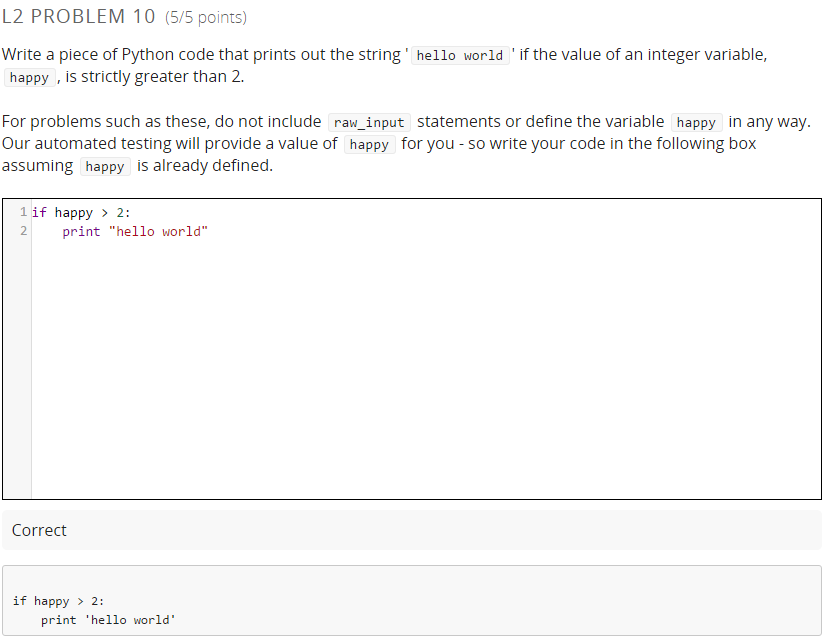 L2 PROBLEM 10 (5/5 points)
Write a piece of Python code that prints out the string ' hello world ' if the value of an integer variable,
happy , is strictly greater than 2.
For problems such as these, do not include raw_input statements or define the variable happy in any way.
Our automated testing will provide a value of happy for you - so write your code in the following box
assuming happy is already defined.
1 if happy > 2:
2     print "hello world"
Correct
if happy > 2:
    print 'hello world'